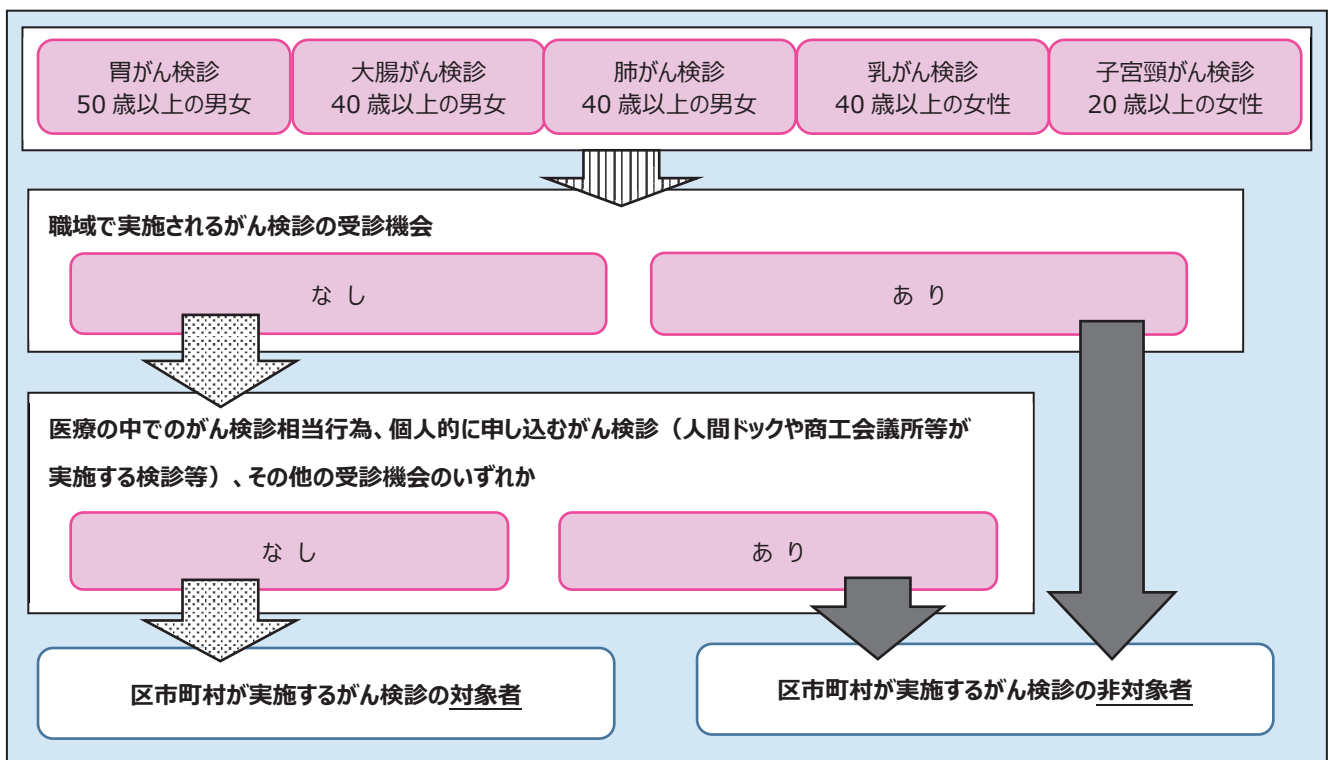 胃がん検診
50 歳以上の男女
大腸がん検診
40 歳以上の男女
肺がん検診
40 歳以上の男女
乳がん検診
40 歳以上の女性
子宮頸がん検診
20 歳以上の女性
職域で実施されるがん検診の受診機会
な し
あ り
医療の中でのがん検診相当行為、個人的に申し込むがん検診（人間ドックや商工会議所等が
実施する検診等）、その他の受診機会のいずれか
な し
あ り
区市町村が実施するがん検診の対象者
区市町村が実施するがん検診の非対象者